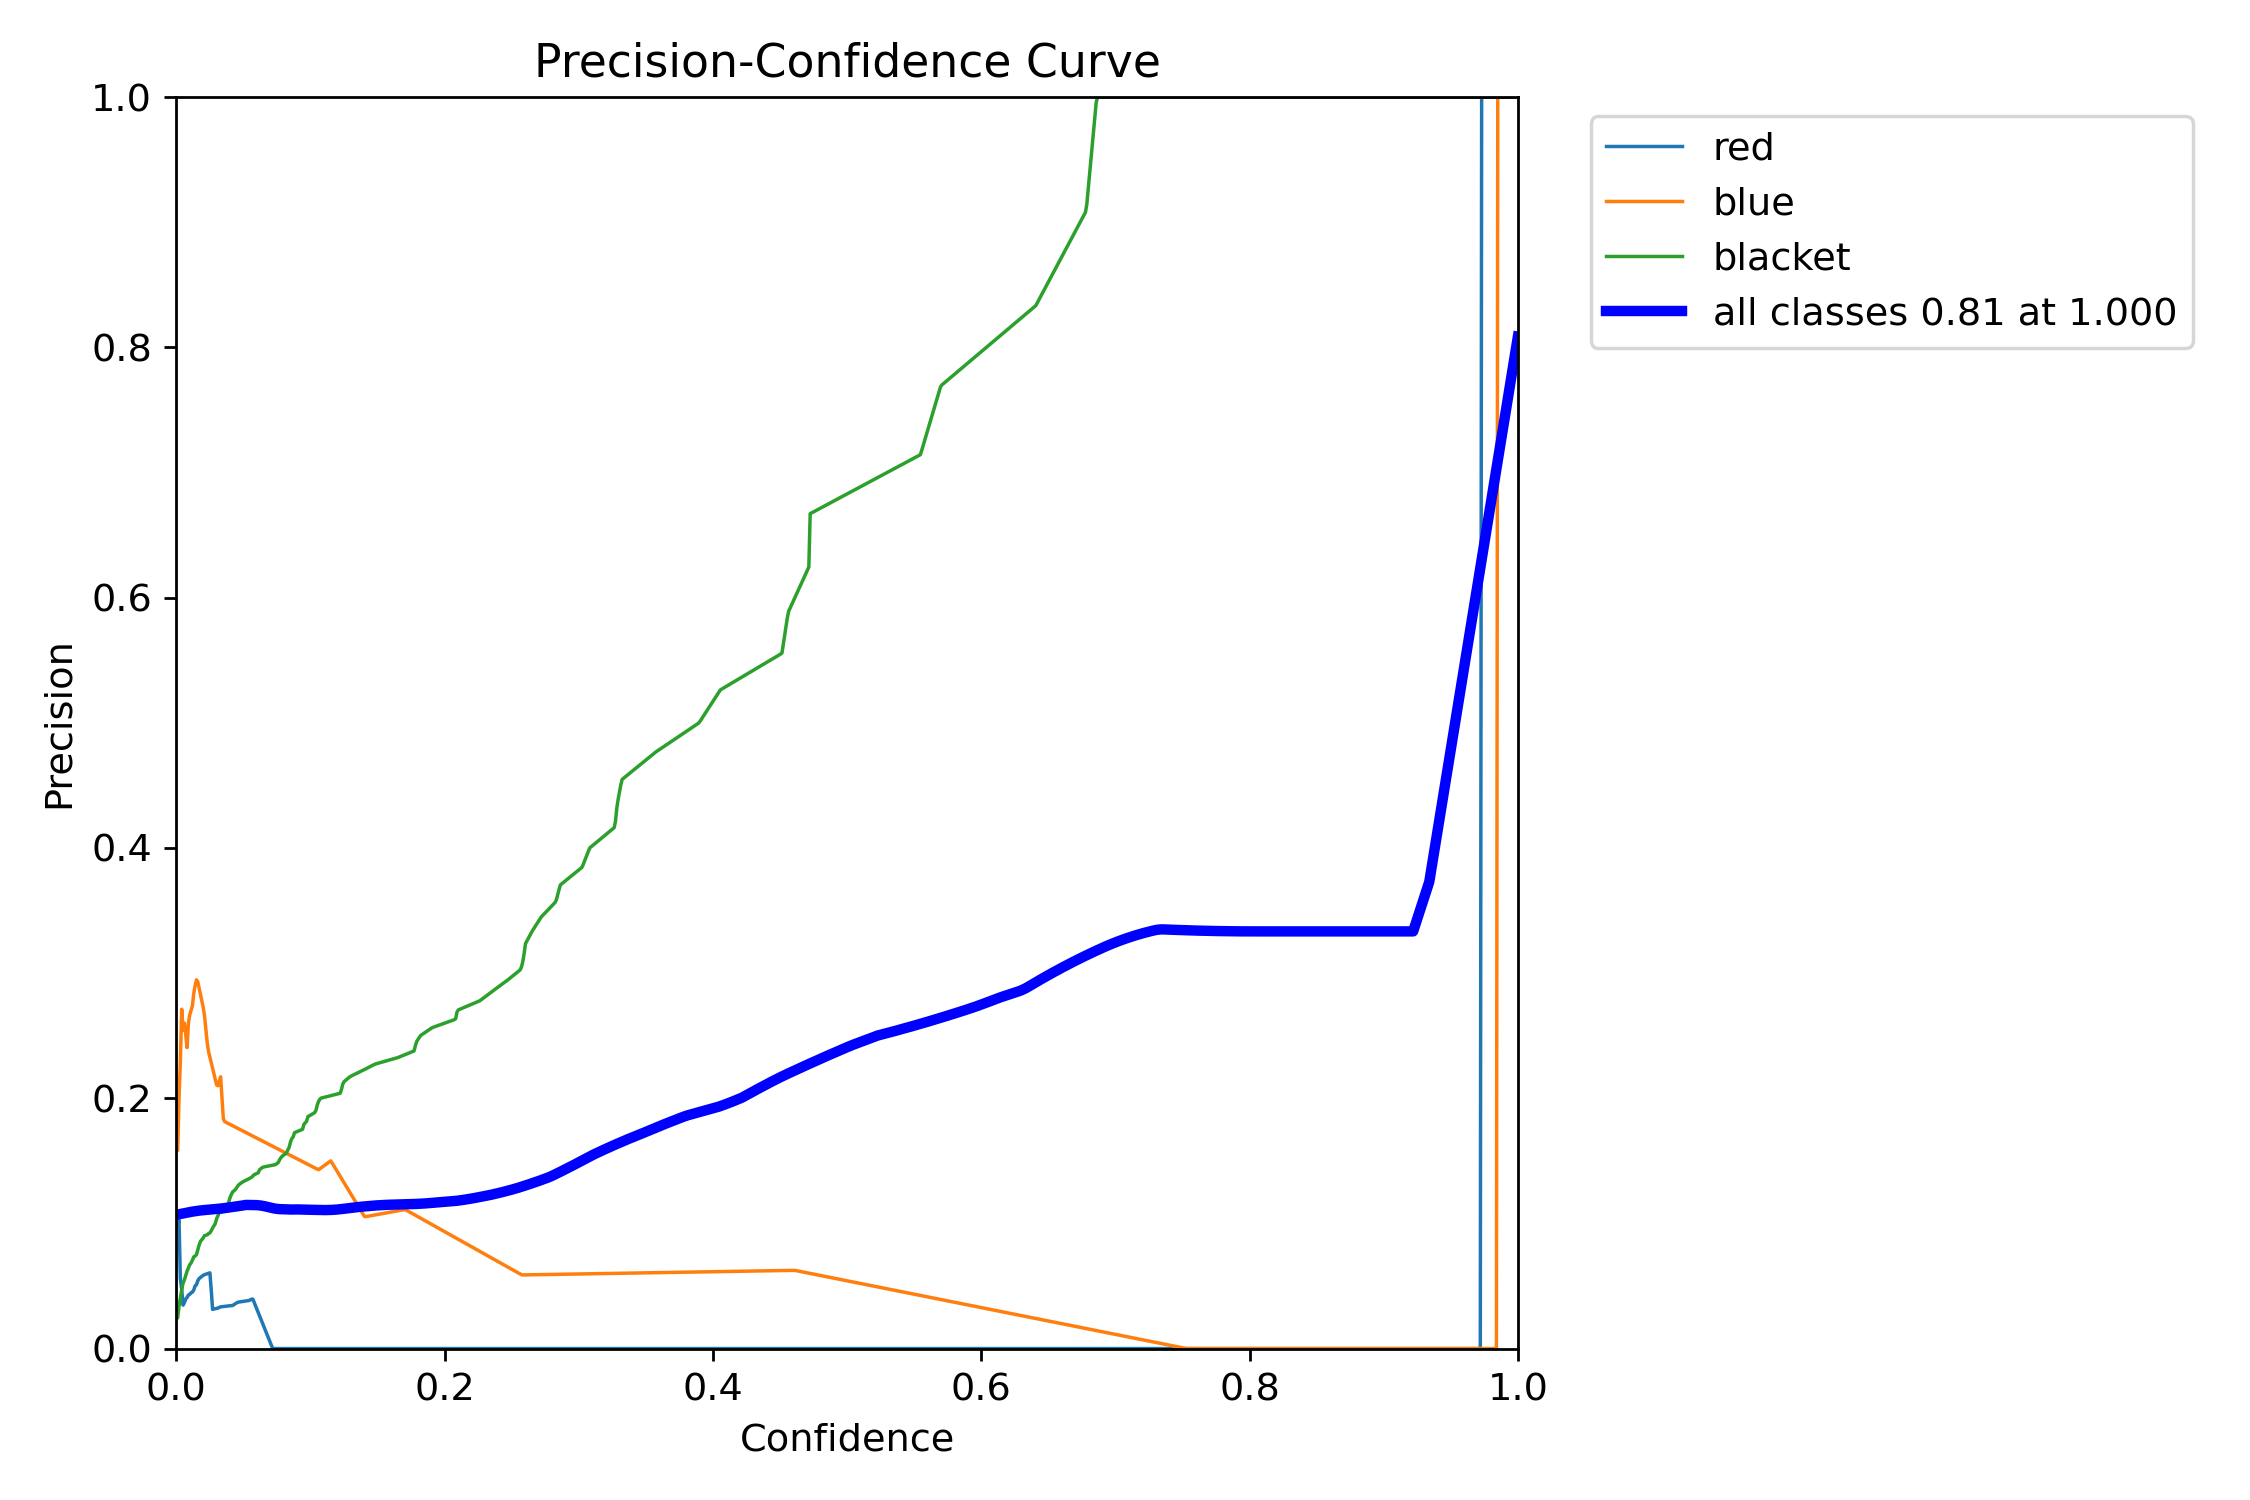 Precision-Confidence Curve
1.0
0.8
0.6
0.4
0.2
0.0
Precision
0.0 0.2 0.4 0.6 0.8 1.0
Confidence
red
blue
blacket
all classes 0.81 at 1.000